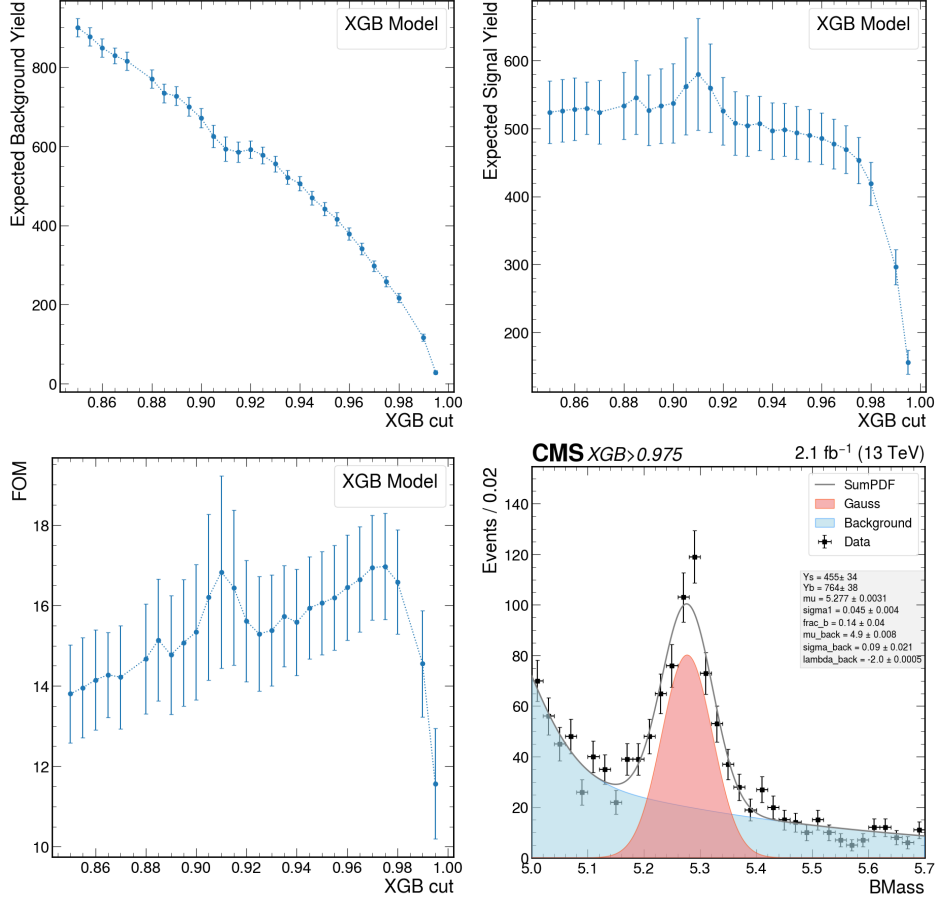 XGB Model
Expected Background Yield
800
600
400
200
0
0.86 0.88 0.90 0.92 0.94 0.96 0.98 1.00
XGB cut
XGB Model
Expected Signal Yield
600
500
400
300
200
0.86 0.88 0.90 0.92 0.94 0.96 0.98 1.00
XGB cut
XGB Model
FOM
18
16
14
12
10
0.86 0.88 0.90 0.92 0.94 0.96 0.98 1.00
XGB cut
CMS XGB>0.975 2.1 fb⁻¹ (13 TeV)
Events / 0.02
140
120
100
80
60
40
20
0
SumPDF
Gauss
Background
Data
Ys = 455± 34
Yb = 764± 38
mu = 5.277 ± 0.0031
sigma1 = 0.045 ± 0.004
frac_b = 0.14 ± 0.04
mu_back = 4.9 ± 0.008
sigma_back = 0.09 ± 0.021
lambda_back = -2.0 ± 0.0005
5.0 5.1 5.2 5.3 5.4 5.5 5.6 5.7
BMass